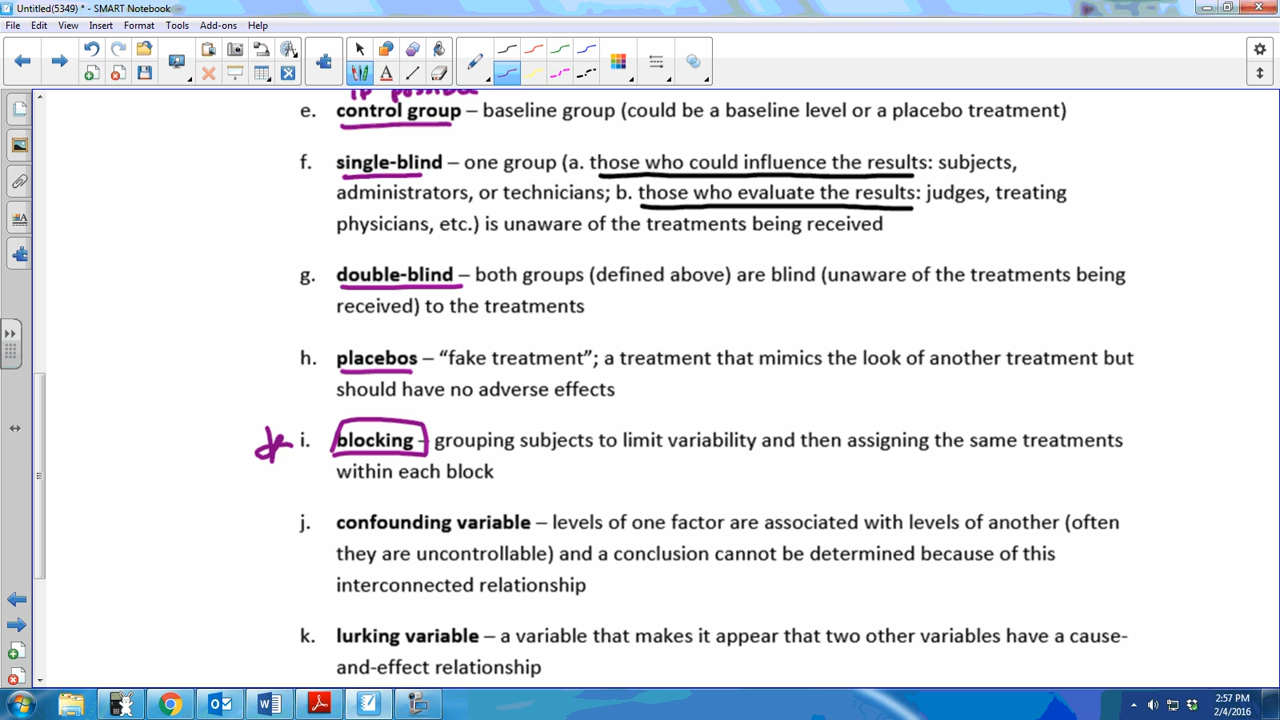 Untitled(5349) * - SMART Notebook
File Edit View Insert Format Tools Add-ons Help
if possible
e. control group – baseline group (could be a baseline level or a placebo treatment)
f. single-blind – one group (a. those who could influence the results: subjects,
administrators, or technicians; b. those who evaluate the results: judges, treating
physicians, etc.) is unaware of the treatments being received
g. double-blind – both groups (defined above) are blind (unaware of the treatments being
received) to the treatments
h. placebos – “fake treatment”; a treatment that mimics the look of another treatment but
should have no adverse effects
i. blocking – grouping subjects to limit variability and then assigning the same treatments
within each block
j. confounding variable – levels of one factor are associated with levels of another (often
they are uncontrollable) and a conclusion cannot be determined because of this
interconnected relationship
k. lurking variable – a variable that makes it appear that two other variables have a cause-
and-effect relationship
2:57 PM
2/4/2016